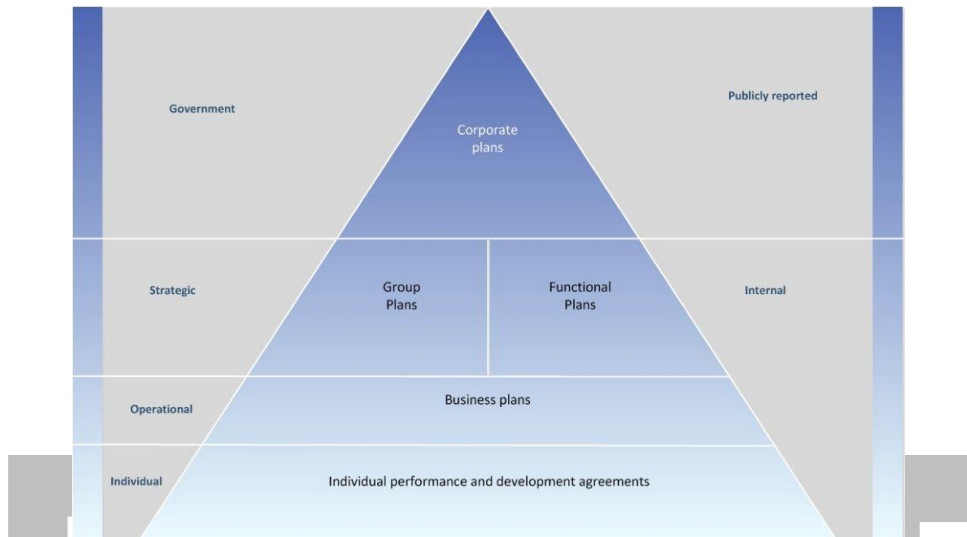 Government
Publicly reported
Corporate
plans
Strategic
Group
Plans
Functional
Plans
Internal
Operational
Business plans
Individual
Individual performance and development agreements